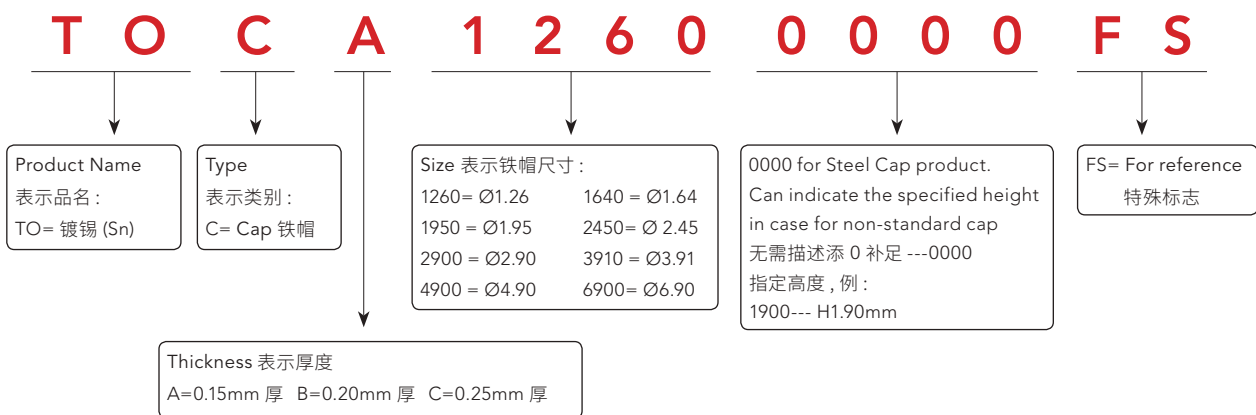 T O C A 1 2 6 0 0 0 0 0 F S
Product Name
表示品名 :
TO= 镀锡 (Sn)
Type
表示类别 :
C= Cap 铁帽
Size 表示铁帽尺寸 :
1260= Ø1.26 1640 = Ø1.64
1950 = Ø1.95 2450= Ø 2.45
2900 = Ø2.90 3910 = Ø3.91
4900 = Ø4.90 6900= Ø6.90
0000 for Steel Cap product.
Can indicate the specified height
in case for non-standard cap
无需描述添 0 补足 ---0000
指定高度 , 例 :
1900--- H1.90mm
FS= For reference
特殊标志
Thickness 表示厚度
A=0.15mm 厚 B=0.20mm 厚 C=0.25mm 厚